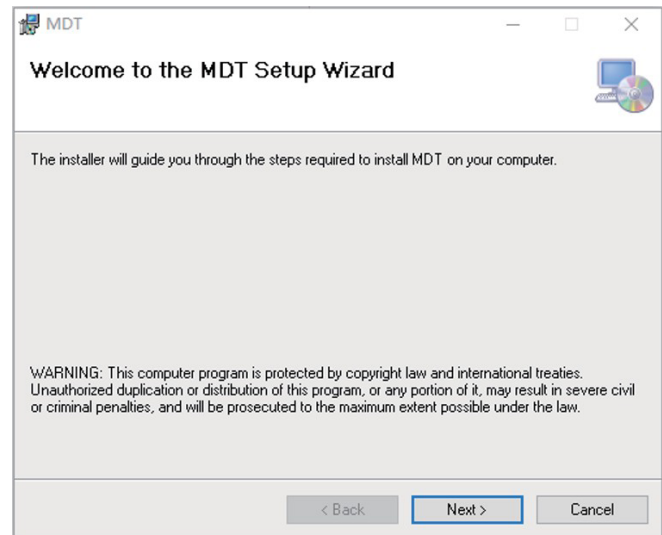 MDT
Welcome to the MDT Setup Wizard
The installer will guide you through the steps required to install MDT on your computer.
WARNING: This computer program is protected by copyright law and international treaties.
Unauthorized duplication or distribution of this program, or any portion of it, may result in severe civil
or criminal penalties, and will be prosecuted to the maximum extent possible under the law.
< Back
Next >
Cancel